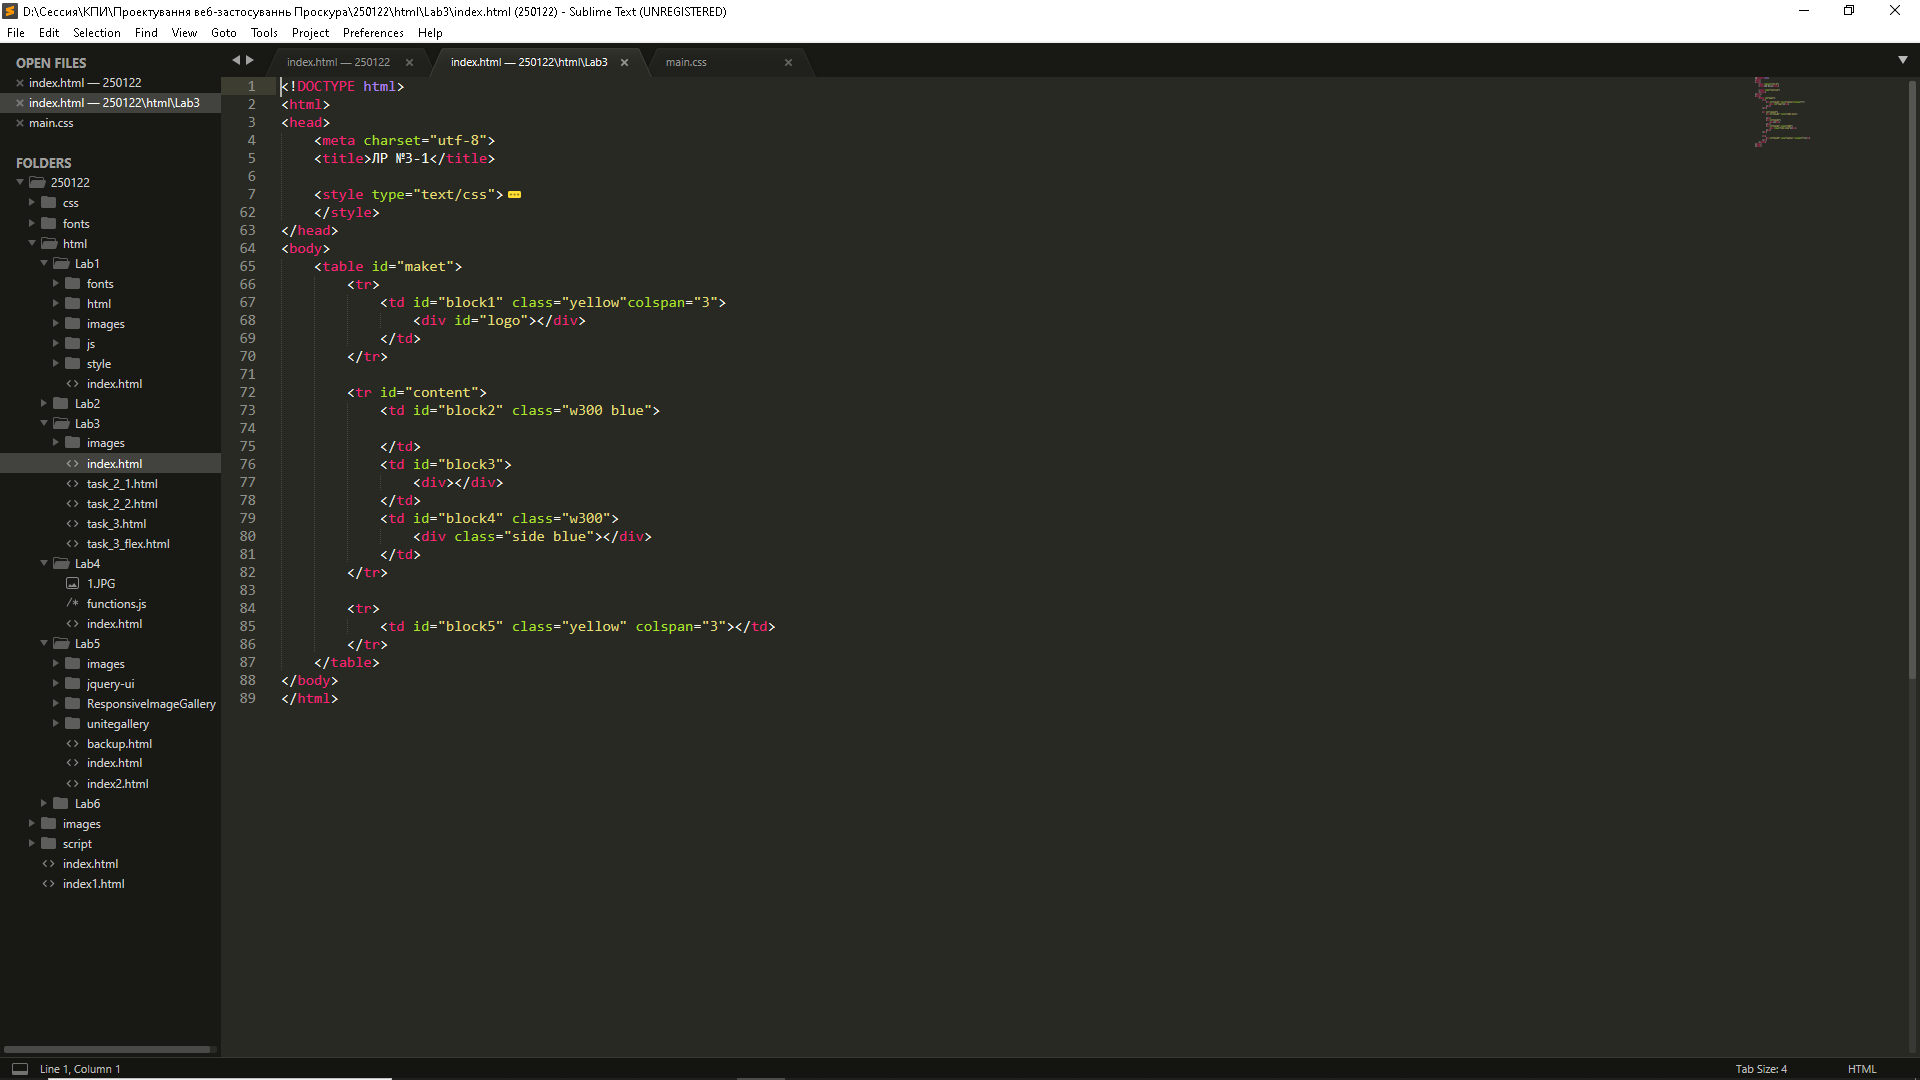 D:\Сессия\КПИ\Проектування веб-застосуваннь Проскура\250122\html\Lab3\index.html (250122) - Sublime Text (UNREGISTERED)
File Edit Selection Find View Goto Tools Project Preferences Help
OPEN FILES
index.html — 250122
index.html — 250122\html\Lab3
main.css
FOLDERS
250122
css
fonts
html
Lab1
fonts
html
images
js
style
index.html
Lab2
Lab3
images
index.html
task_2_1.html
task_2_2.html
task_3.html
task_3_flex.html
Lab4
1.JPG
functions.js
index.html
Lab5
images
jquery-ui
ResponsiveImageGallery
unitegallery
backup.html
index.html
index2.html
Lab6
images
script
index.html
index1.html
index.html — 250122 index.html — 250122\html\Lab3 main.css
1 <!DOCTYPE html>
2 <html>
3 <head>
4 <meta charset="utf-8">
5 <title>ЛР №3-1</title>
6
7 <style type="text/css">
62 </style>
63 </head>
64 <body>
65 <table id="maket">
66 <tr>
67 <td id="block1" class="yellow"colspan="3">
68 <div id="logo"></div>
69 </td>
70 </tr>
71
72 <tr id="content">
73 <td id="block2" class="w300 blue">
74
75 </td>
76 <td id="block3">
77 <div></div>
78 </td>
79 <td id="block4" class="w300">
80 <div class="side blue"></div>
81 </td>
82 </tr>
83
84 <tr>
85 <td id="block5" class="yellow" colspan="3"></td>
86 </tr>
87 </table>
88 </body>
89 </html>
Line 1, Column 1 Tab Size: 4 HTML